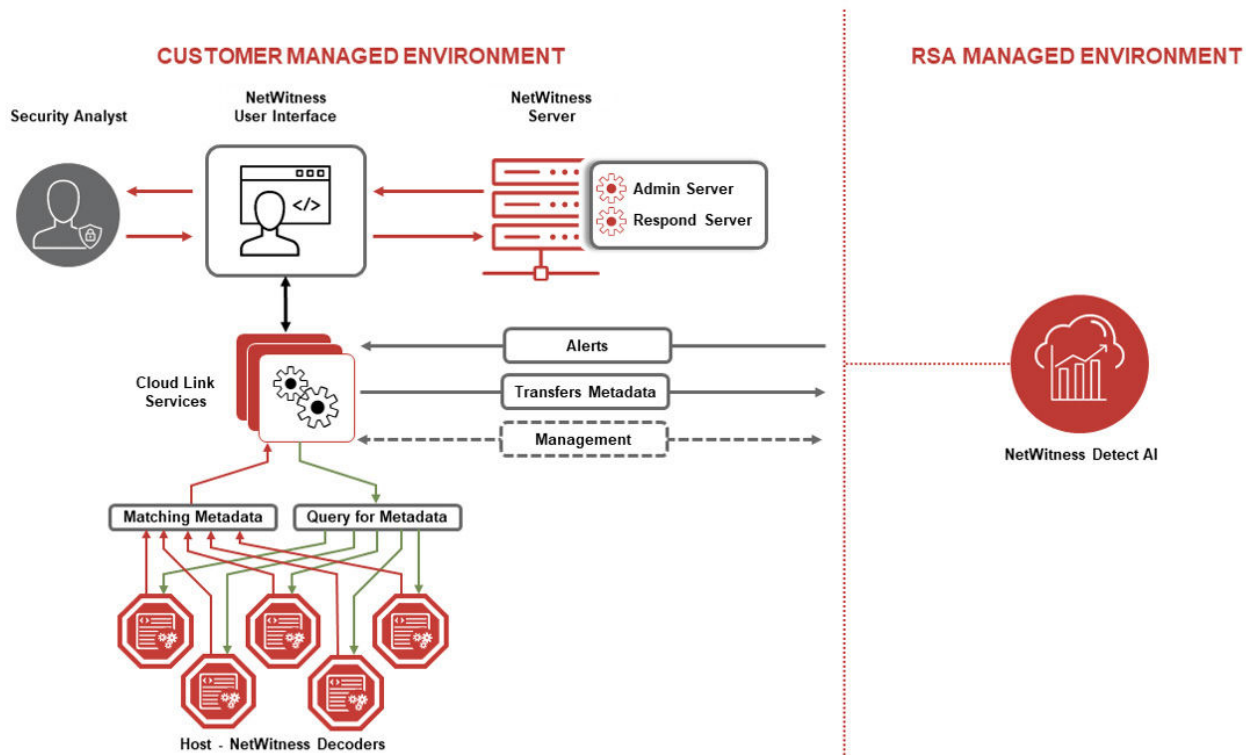 CUSTOMER MANAGED ENVIRONMENT
RSA MANAGED ENVIRONMENT
Security Analyst
NetWitness
User Interface
NetWitness
Server
</>
Admin Server
Respond Server
Cloud Link
Services
Alerts
Transfers Metadata
Management
NetWitness Detect AI
Matching Metadata
Query for Metadata
Host - NetWitness Decoders